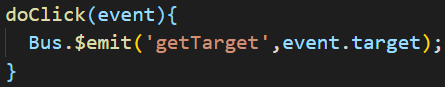 doClick(event){
  Bus.$emit('getTarget',event.target);
}